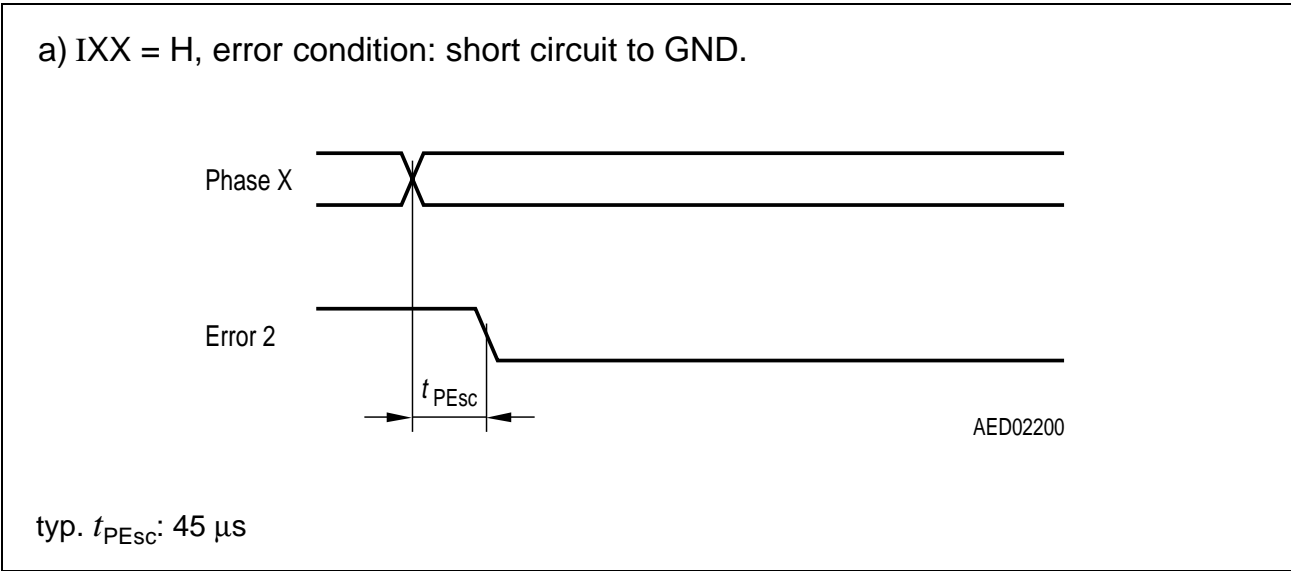 a) IXX = H, error condition: short circuit to GND.
Phase X
Error 2
t PEsc
AED02200
typ. tPEsc: 45 μs